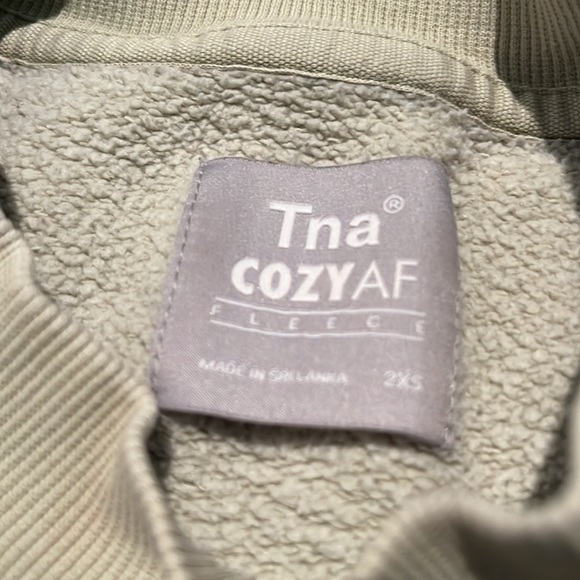 Tna®
COZYAF
FLEECE
MADE IN SRI LANKA 2XS